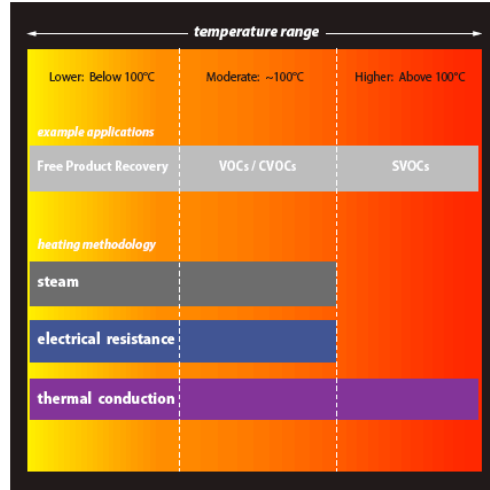 temperature range
Lower: Below 100°C
Moderate: ~100°C
Higher: Above 100°C
example applications
Free Product Recovery
VOCs / CVOCs
SVOCs
heating methodology
steam
electrical resistance
thermal conduction